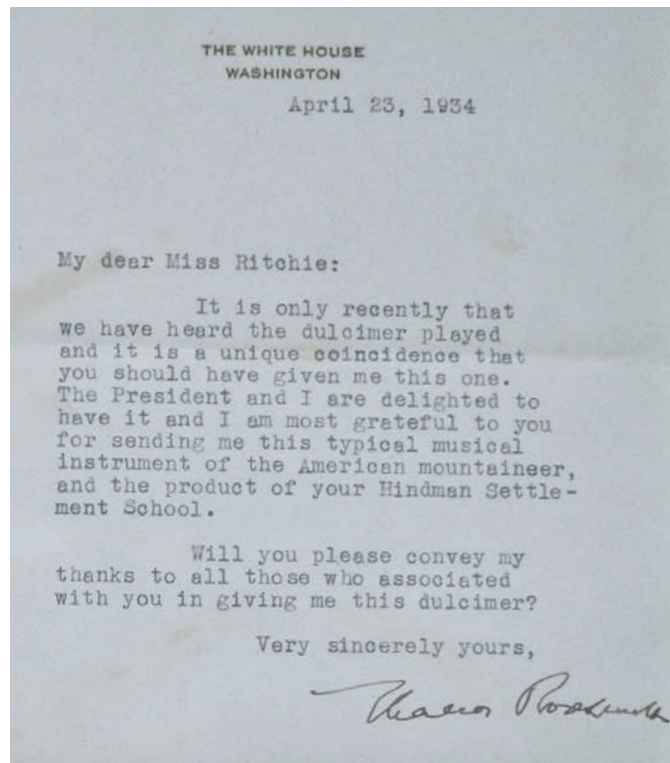 THE WHITE HOUSE
WASHINGTON
April 23, 1934
My dear Miss Ritchie:
It is only recently that
we have heard the dulcimer played
and it is a unique coincidence that
you should have given me this one.
The President and I are delighted to
have it and I am most grateful to you
for sending me this typical musical
instrument of the American mountaineer,
and the product of your Hindman Settle-
ment School.
Will you please convey my
thanks to all those who associated
with you in giving me this dulcimer?
Very sincerely yours,
Eleanor Roosevelt